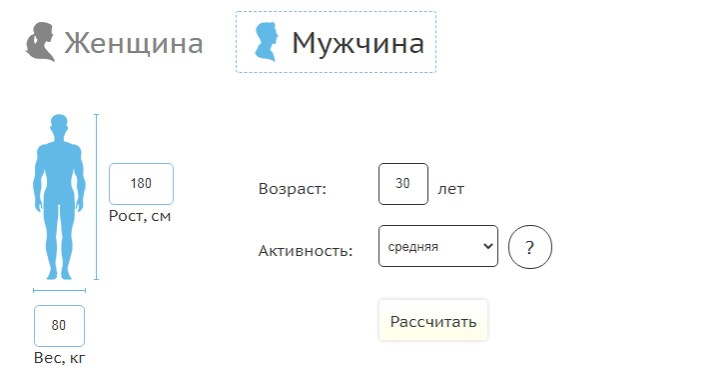 Женщина
Мужчина
180
Рост, см
Возраст: 30 лет
Активность: средняя ?
80
Вес, кг
Рассчитать